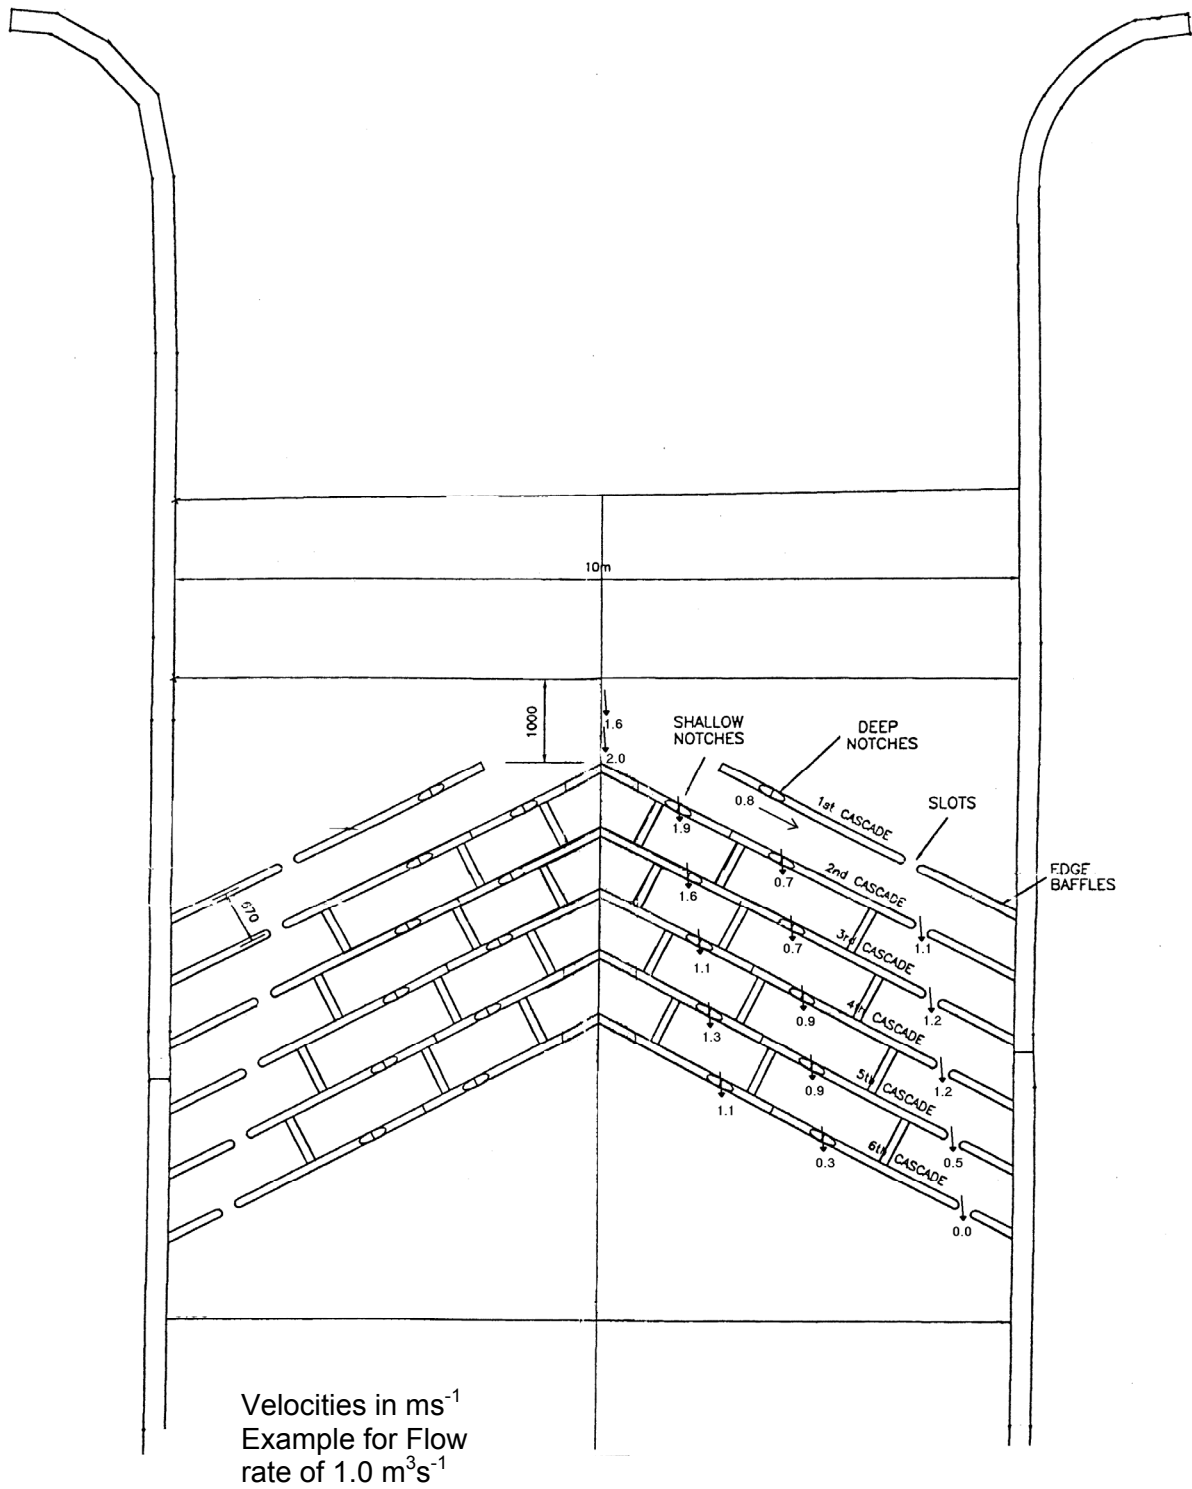 10m
1000
1.6
2.0
SHALLOW
NOTCHES
DEEP
NOTCHES
0.8
1st CASCADE
SLOTS
1.9
EDGE
BAFFLES
2nd CASCADE
0.7
1.6
670
3rd CASCADE
1.1
0.7
1.1
4th CASCADE
1.2
0.9
1.3
5th CASCADE
1.2
0.9
1.1
6th CASCADE
0.5
0.3
0.0
Velocities in ms⁻¹
Example for Flow
rate of 1.0 m³s⁻¹